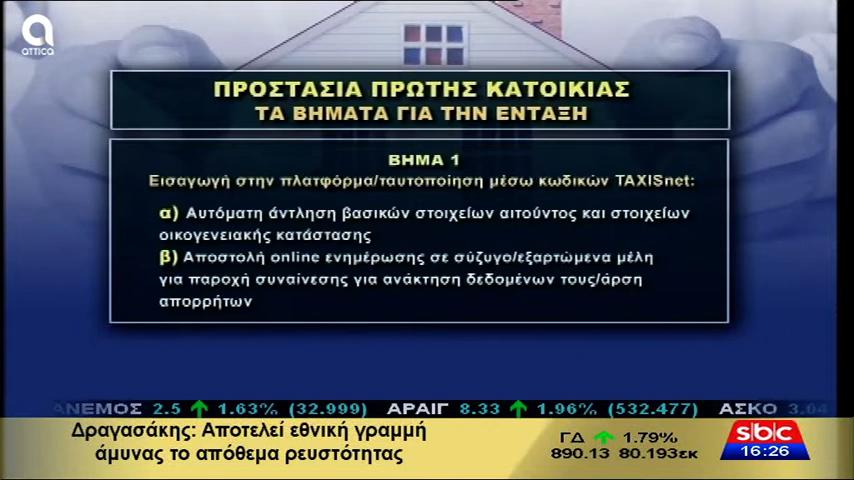 ATTICA
ΠΡΟΣΤΑΣΙΑ ΠΡΩΤΗΣ ΚΑΤΟΙΚΙΑΣ
ΤΑ ΒΗΜΑΤΑ ΓΙΑ ΤΗΝ ΕΝΤΑΞΗ
ΒΗΜΑ 1
Εισαγωγή στην πλατφόρμα/ταυτοποίηση μέσω κωδικών TAXISnet:
α) Αυτόματη άντληση βασικών στοιχείων αιτούντος και στοιχείων
οικογενειακής κατάστασης
β) Αποστολή online ενημέρωσης σε σύζυγο/εξαρτώμενα μέλη
για παροχή συναίνεσης για ανάκτηση δεδομένων τους/άρση
απορρήτων
ΑΝΕΜΟΣ 2.5 1.63% (32.999) ΑΡΑΙΓ 8.33 1.96% (532.477) ΑΣΚΟ 3.04
Δραγασάκης: Αποτελεί εθνική γραμμή
άμυνας το απόθεμα ρευστότητας
ΓΔ 1.79%
890.13 80.193εκ
sbc
16:26